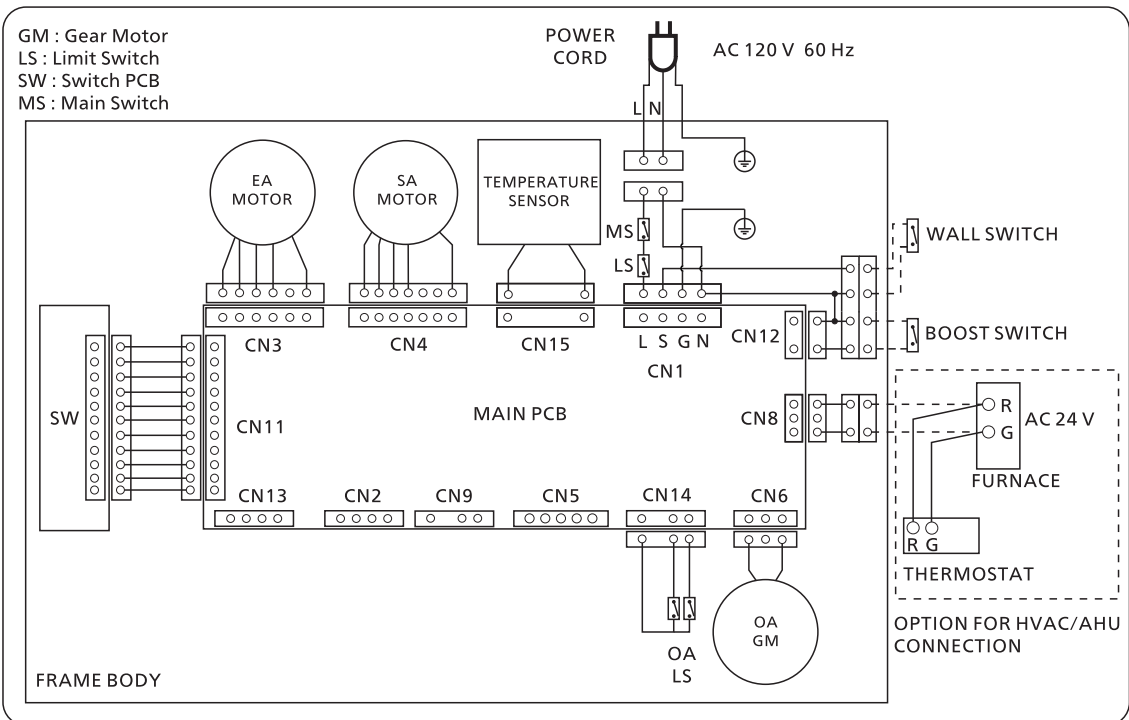 GM : Gear Motor
LS : Limit Switch
SW : Switch PCB
MS : Main Switch
POWER
CORD
AC 120 V 60 Hz
L N
EA
MOTOR
SA
MOTOR
TEMPERATURE
SENSOR
MS
LS
WALL SWITCH
BOOST SWITCH
CN3
CN4
CN15
L S G N
CN1
CN12
SW
CN11
MAIN PCB
CN8
R
G
AC 24 V
FURNACE
CN13
CN2
CN9
CN5
CN14
CN6
R G
THERMOSTAT
OA
LS
OA
GM
OPTION FOR HVAC/AHU
CONNECTION
FRAME BODY